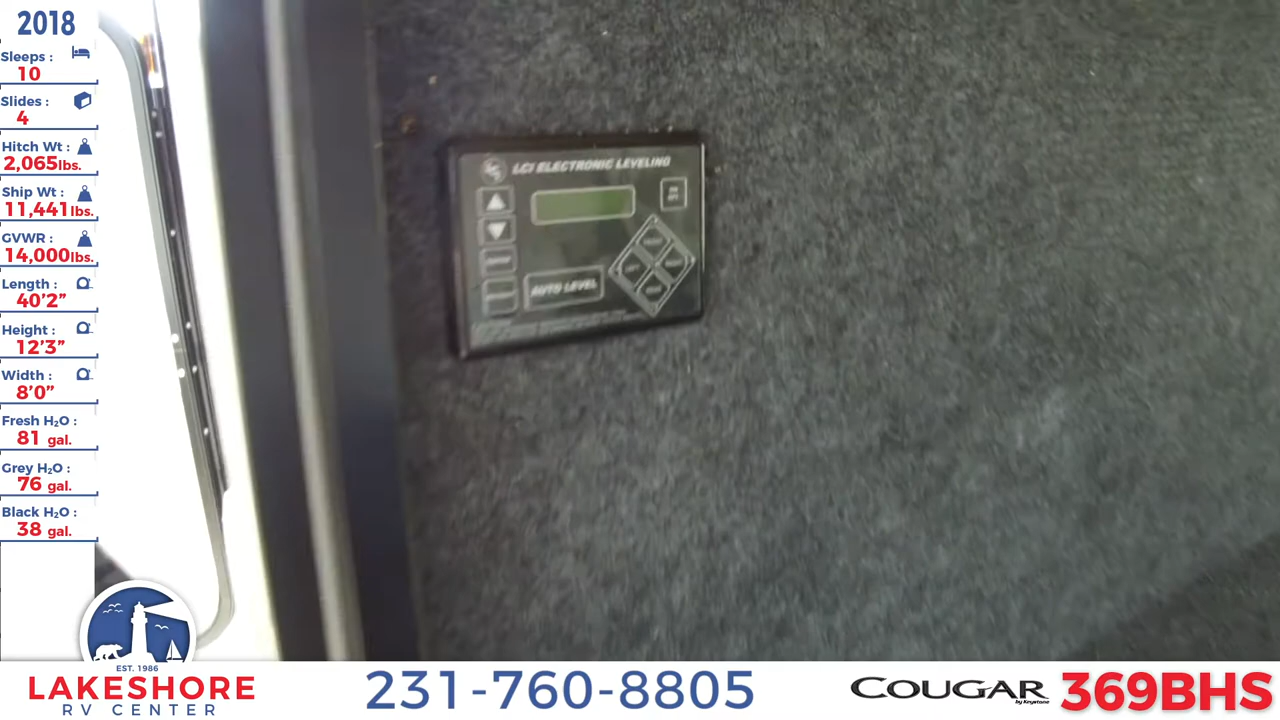 2018
Sleeps :
10
Slides :
4
Hitch Wt :
2,065lbs.
Ship Wt :
11,441lbs.
GVWR :
14,000lbs.
Length :
40'2"
Height :
12'3"
Width :
8'0"
Fresh H₂O :
81 gal.
Grey H₂O :
76 gal.
Black H₂O :
38 gal.
LCI ELECTRONIC LEVELING
AUTO LEVEL
EST. 1986
LAKESHORE
RV CENTER
231-760-8805
COUGAR
by Keystone
369BHS